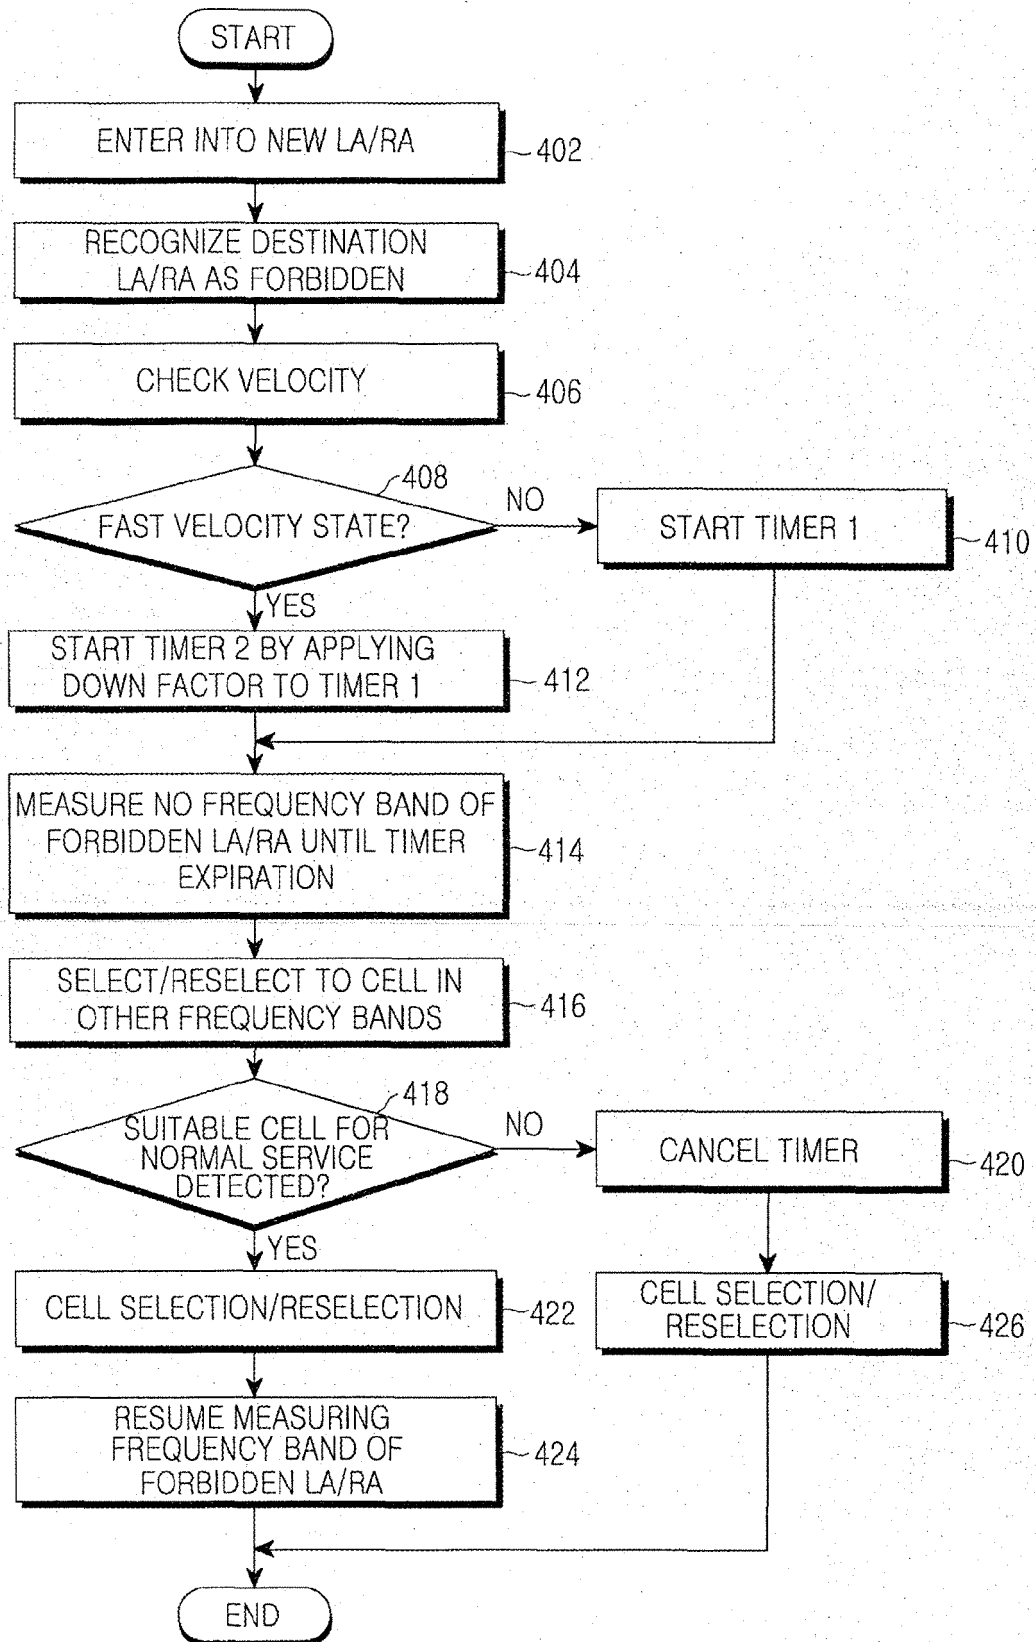 START
ENTER INTO NEW LA/RA
402
RECOGNIZE DESTINATION
LA/RA AS FORBIDDEN
404
CHECK VELOCITY
406
408
FAST VELOCITY STATE?
NO
START TIMER 1
410
YES
START TIMER 2 BY APPLYING
DOWN FACTOR TO TIMER 1
412
MEASURE NO FREQUENCY BAND OF
FORBIDDEN LA/RA UNTIL TIMER
EXPIRATION
414
SELECT/RESELECT TO CELL IN
OTHER FREQUENCY BANDS
416
418
SUITABLE CELL FOR
NORMAL SERVICE
DETECTED?
NO
CANCEL TIMER
420
YES
CELL SELECTION/RESELECTION
422
CELL SELECTION/
RESELECTION
426
RESUME MEASURING
FREQUENCY BAND OF
FORBIDDEN LA/RA
424
END